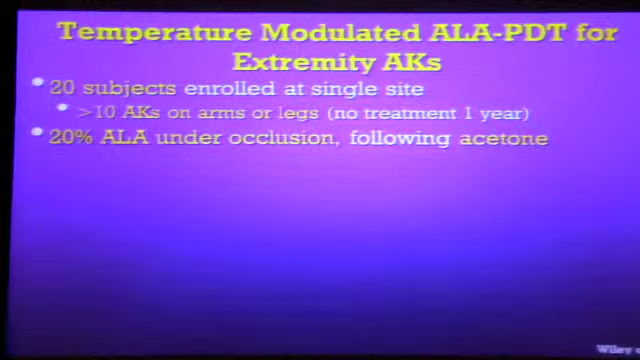 Temperature Modulated ALA-PDT for
Extremity AKs
20 subjects enrolled at single site
>10 AKs on arms or legs (no treatment 1 year)
20% ALA under occlusion, following acetone
Wiley